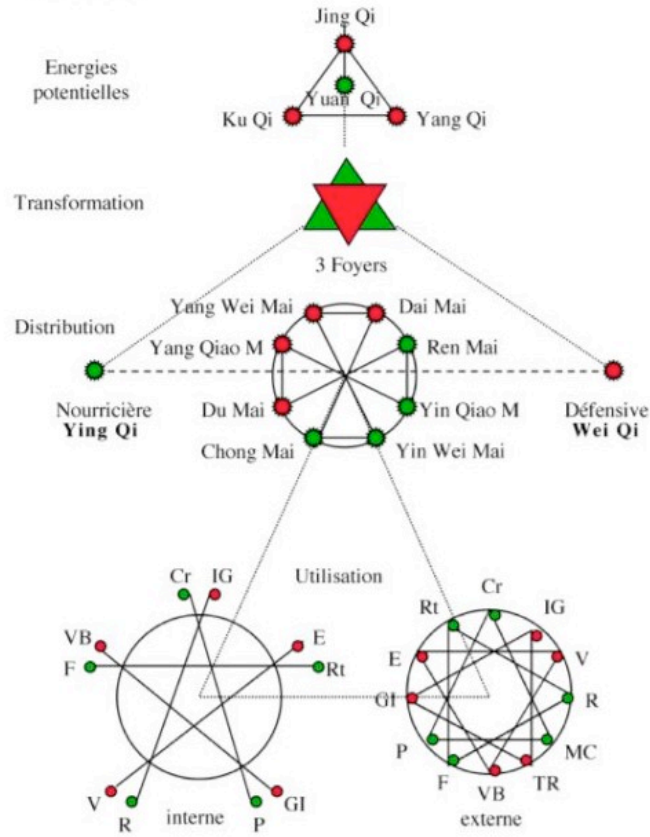 Jing Qi
Energies
potentielles
Yuan Qi
Ku Qi
Yang Qi
Transformation
3 Foyers
Yang Wei Mai
Dai Mai
Distribution
Yang Qiao M
Ren Mai
Nourricière
Ying Qi
Du Mai
Yin Qiao M
Défensive
Wei Qi
Chong Mai
Yin Wei Mai
Utilisation
Cr
IG
VB
E
F
Rt
V
R
P
GI
interne
Cr
Rt
IG
E
V
GI
R
P
MC
F
VB
TR
externe